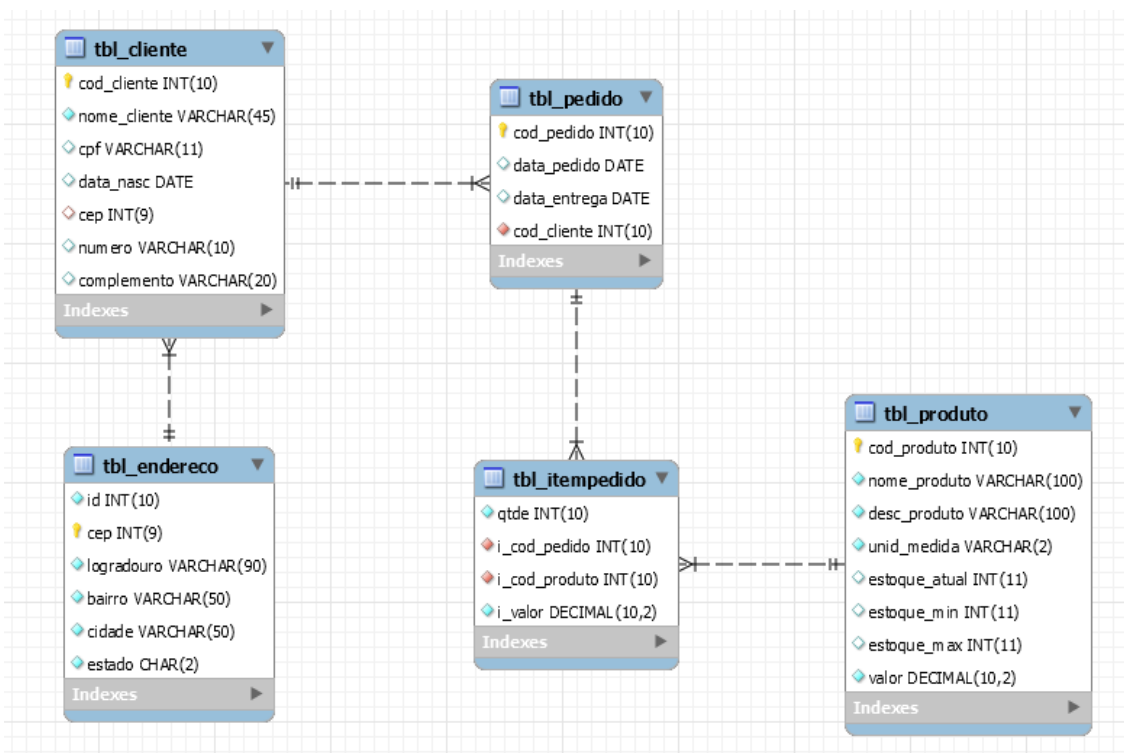 tbl_cliente
cod_cliente INT(10)
nome_cliente VARCHAR(45)
cpf VARCHAR(11)
data_nasc DATE
cep INT(9)
numero VARCHAR(10)
complemento VARCHAR(20)
Indexes
tbl_pedido
cod_pedido INT(10)
data_pedido DATE
data_entrega DATE
cod_cliente INT(10)
Indexes
tbl_endereco
id INT(10)
cep INT(9)
logradouro VARCHAR(90)
bairro VARCHAR(50)
cidade VARCHAR(50)
estado CHAR(2)
Indexes
tbl_itempedido
qtde INT(10)
i_cod_pedido INT(10)
i_cod_produto INT(10)
i_valor DECIMAL(10,2)
Indexes
tbl_produto
cod_produto INT(10)
nome_produto VARCHAR(100)
desc_produto VARCHAR(100)
unid_medida VARCHAR(2)
estoque_atual INT(11)
estoque_min INT(11)
estoque_max INT(11)
valor DECIMAL(10,2)
Indexes